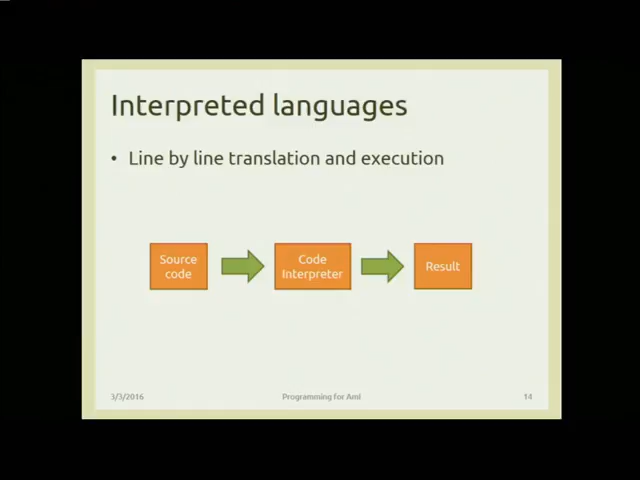 Interpreted languages
• Line by line translation and execution
Source
code
Code
Interpreter
Result
3/3/2016
Programming for AmI
14